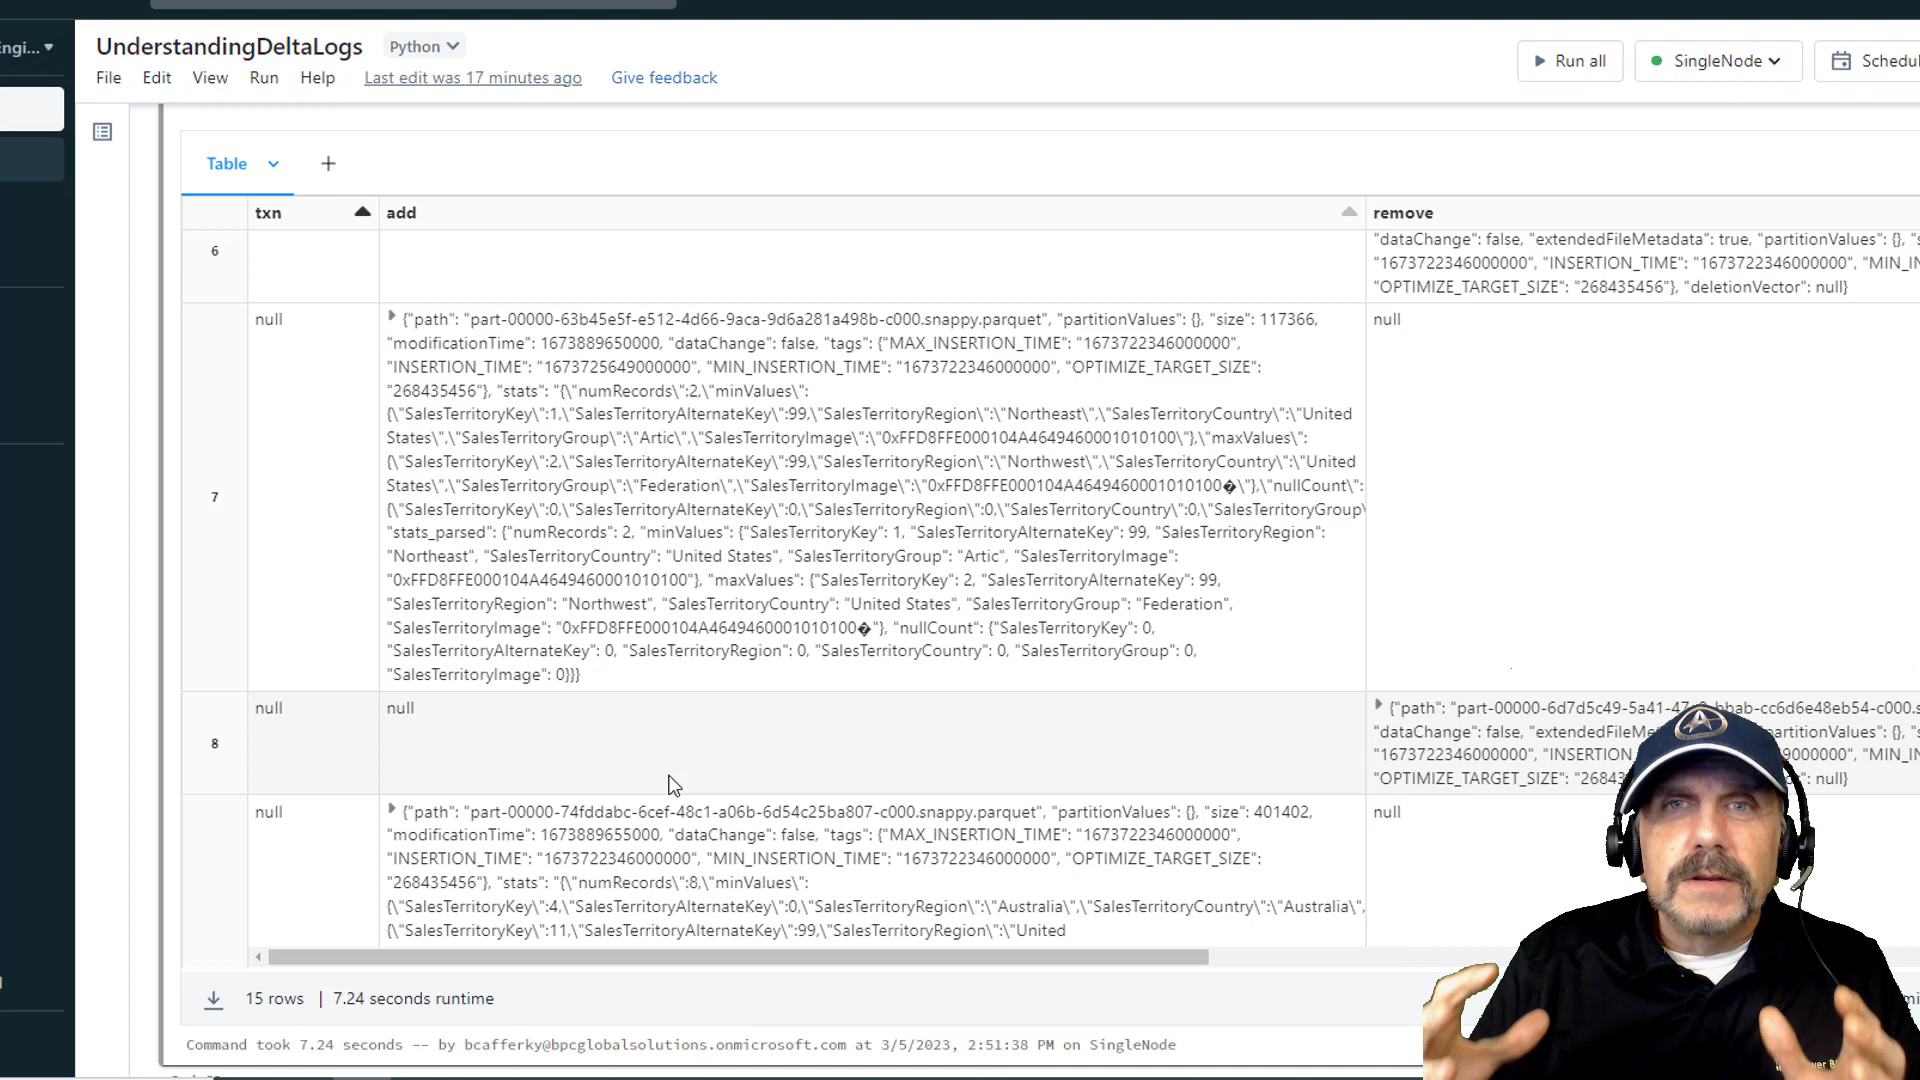 Engi...
UnderstandingDeltaLogs
Python
File Edit View Run Help Last edit was 17 minutes ago Give feedback
Run all
SingleNode
Schedul
Table
+
txn
add
remove
6
"dataChange": false, "extendedFileMetadata": true, "partitionValues": {}, "s
"1673722346000000", "INSERTION_TIME": "1673722346000000", "MIN_IN
"OPTIMIZE_TARGET_SIZE": "268435456"}, "deletionVector": null}
7
null
{"path": "part-00000-63b45e5f-e512-4d66-9aca-9d6a281a498b-c000.snappy.parquet", "partitionValues": {}, "size": 117366,
"modificationTime": 1673889650000, "dataChange": false, "tags": {"MAX_INSERTION_TIME": "1673722346000000",
"INSERTION_TIME": "1673725649000000", "MIN_INSERTION_TIME": "1673722346000000", "OPTIMIZE_TARGET_SIZE":
"268435456"}, "stats": "{\"numRecords\":2,\"minValues\":
{\"SalesTerritoryKey\":1,\"SalesTerritoryAlternateKey\":99,\"SalesTerritoryRegion\":\"Northeast\",\"SalesTerritoryCountry\":\"United
States\",\"SalesTerritoryGroup\":\"Artic\",\"SalesTerritoryImage\":\"0xFFD8FFE000104A4649460001010100\"},\"maxValues\":
{\"SalesTerritoryKey\":2,\"SalesTerritoryAlternateKey\":99,\"SalesTerritoryRegion\":\"Northwest\",\"SalesTerritoryCountry\":\"United
States\",\"SalesTerritoryGroup\":\"Federation\",\"SalesTerritoryImage\":\"0xFFD8FFE000104A4649460001010100�\"},\"nullCount\":
{\"SalesTerritoryKey\":0,\"SalesTerritoryAlternateKey\":0,\"SalesTerritoryRegion\":0,\"SalesTerritoryCountry\":0,\"SalesTerritoryGroup\
"stats_parsed": {"numRecords": 2, "minValues": {"SalesTerritoryKey": 1, "SalesTerritoryAlternateKey": 99, "SalesTerritoryRegion":
"Northeast", "SalesTerritoryCountry": "United States", "SalesTerritoryGroup": "Artic", "SalesTerritoryImage":
"0xFFD8FFE000104A4649460001010100"}, "maxValues": {"SalesTerritoryKey": 2, "SalesTerritoryAlternateKey": 99,
"SalesTerritoryRegion": "Northwest", "SalesTerritoryCountry": "United States", "SalesTerritoryGroup": "Federation",
"SalesTerritoryImage": "0xFFD8FFE000104A4649460001010100�"}, "nullCount": {"SalesTerritoryKey": 0,
"SalesTerritoryAlternateKey": 0, "SalesTerritoryRegion": 0, "SalesTerritoryCountry": 0, "SalesTerritoryGroup": 0,
"SalesTerritoryImage": 0}}}
null
8
null
null
{"path": "part-00000-6d7d5c49-5a41-47 bbab-cc6d6e48eb54-c000.s
"dataChange": false, "extendedFileMe partitionValues": {}, "s
"1673722346000000", "INSERTIO 9000000", "MIN_IN
"OPTIMIZE_TARGET_SIZE": "2684 ": null}
null
{"path": "part-00000-74fddabc-6cef-48c1-a06b-6d54c25ba807-c000.snappy.parquet", "partitionValues": {}, "size": 401402,
"modificationTime": 1673889655000, "dataChange": false, "tags": {"MAX_INSERTION_TIME": "1673722346000000",
"INSERTION_TIME": "1673722346000000", "MIN_INSERTION_TIME": "1673722346000000", "OPTIMIZE_TARGET_SIZE":
"268435456"}, "stats": "{\"numRecords\":8,\"minValues\":
{\"SalesTerritoryKey\":4,\"SalesTerritoryAlternateKey\":0,\"SalesTerritoryRegion\":\"Australia\",\"SalesTerritoryCountry\":\"Australia\",
{\"SalesTerritoryKey\":11,\"SalesTerritoryAlternateKey\":99,\"SalesTerritoryRegion\":\"United
null
15 rows | 7.24 seconds runtime
Command took 7.24 seconds -- by bcafferky@bpcglobalsolutions.onmicrosoft.com at 3/5/2023, 2:51:38 PM on SingleNode